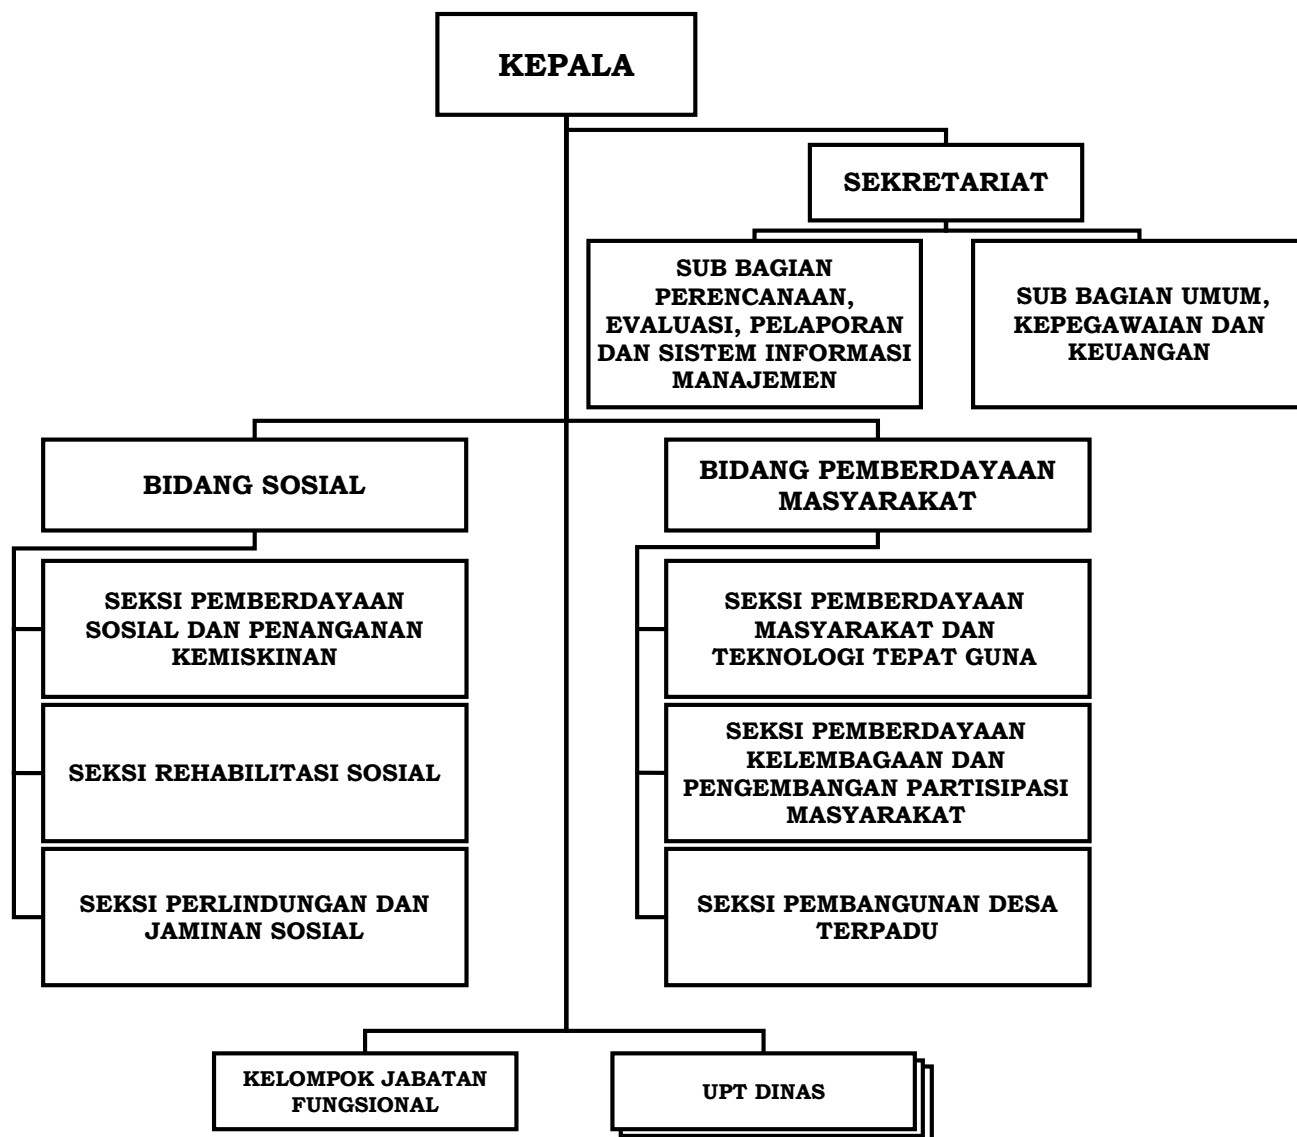 KEPALA
SEKRETARIAT
SUB BAGIAN
PERENCANAAN,
EVALUASI, PELAPORAN
DAN SISTEM INFORMASI
MANAJEMEN
SUB BAGIAN UMUM,
KEPEGAWAIAN DAN
KEUANGAN
BIDANG SOSIAL
BIDANG PEMBERDAYAAN
MASYARAKAT
SEKSI PEMBERDAYAAN
SOSIAL DAN PENANGANAN
KEMISKINAN
SEKSI REHABILITASI SOSIAL
SEKSI PERLINDUNGAN DAN
JAMINAN SOSIAL
SEKSI PEMBERDAYAAN
MASYARAKAT DAN
TEKNOLOGI TEPAT GUNA
SEKSI PEMBERDAYAAN
KELEMBAGAAN DAN
PENGEMBANGAN PARTISIPASI
MASYARAKAT
SEKSI PEMBANGUNAN DESA
TERPADU
KELOMPOK JABATAN
FUNGSIONAL
UPT DINAS